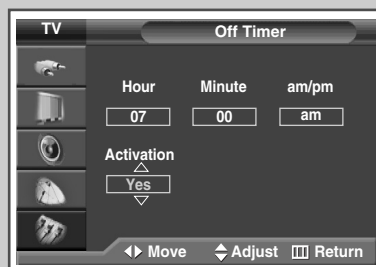 TV Off Timer
Hour Minute am/pm
07 00 am
Activation
Yes
Move Adjust Return